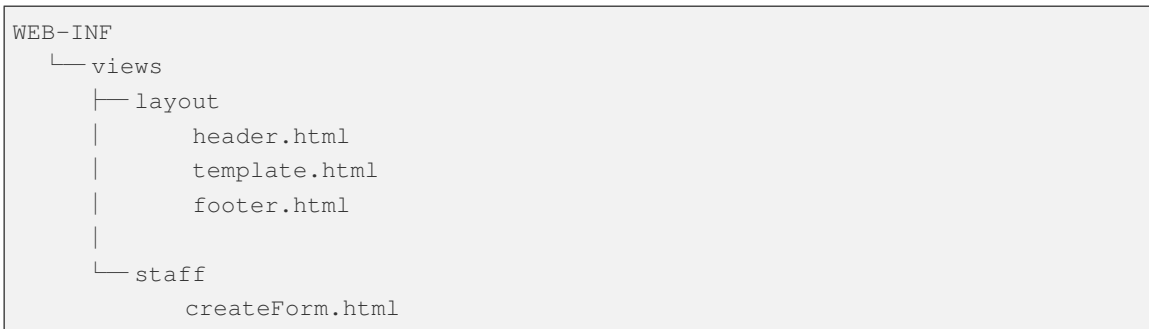 WEB-INF
└── views
├── layout
│ header.html
│ template.html
│ footer.html
│
└── staff
createForm.html